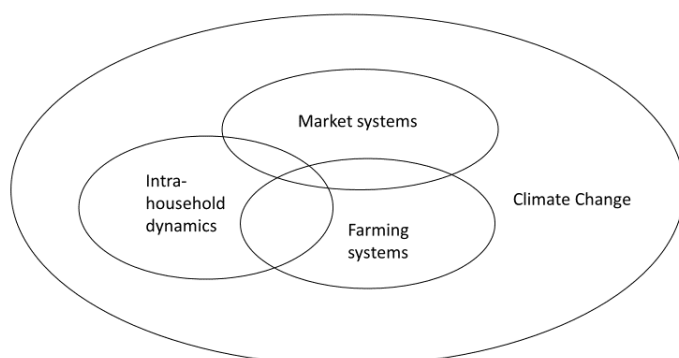 Market systems
Intra-
household
dynamics
Climate Change
Farming
systems